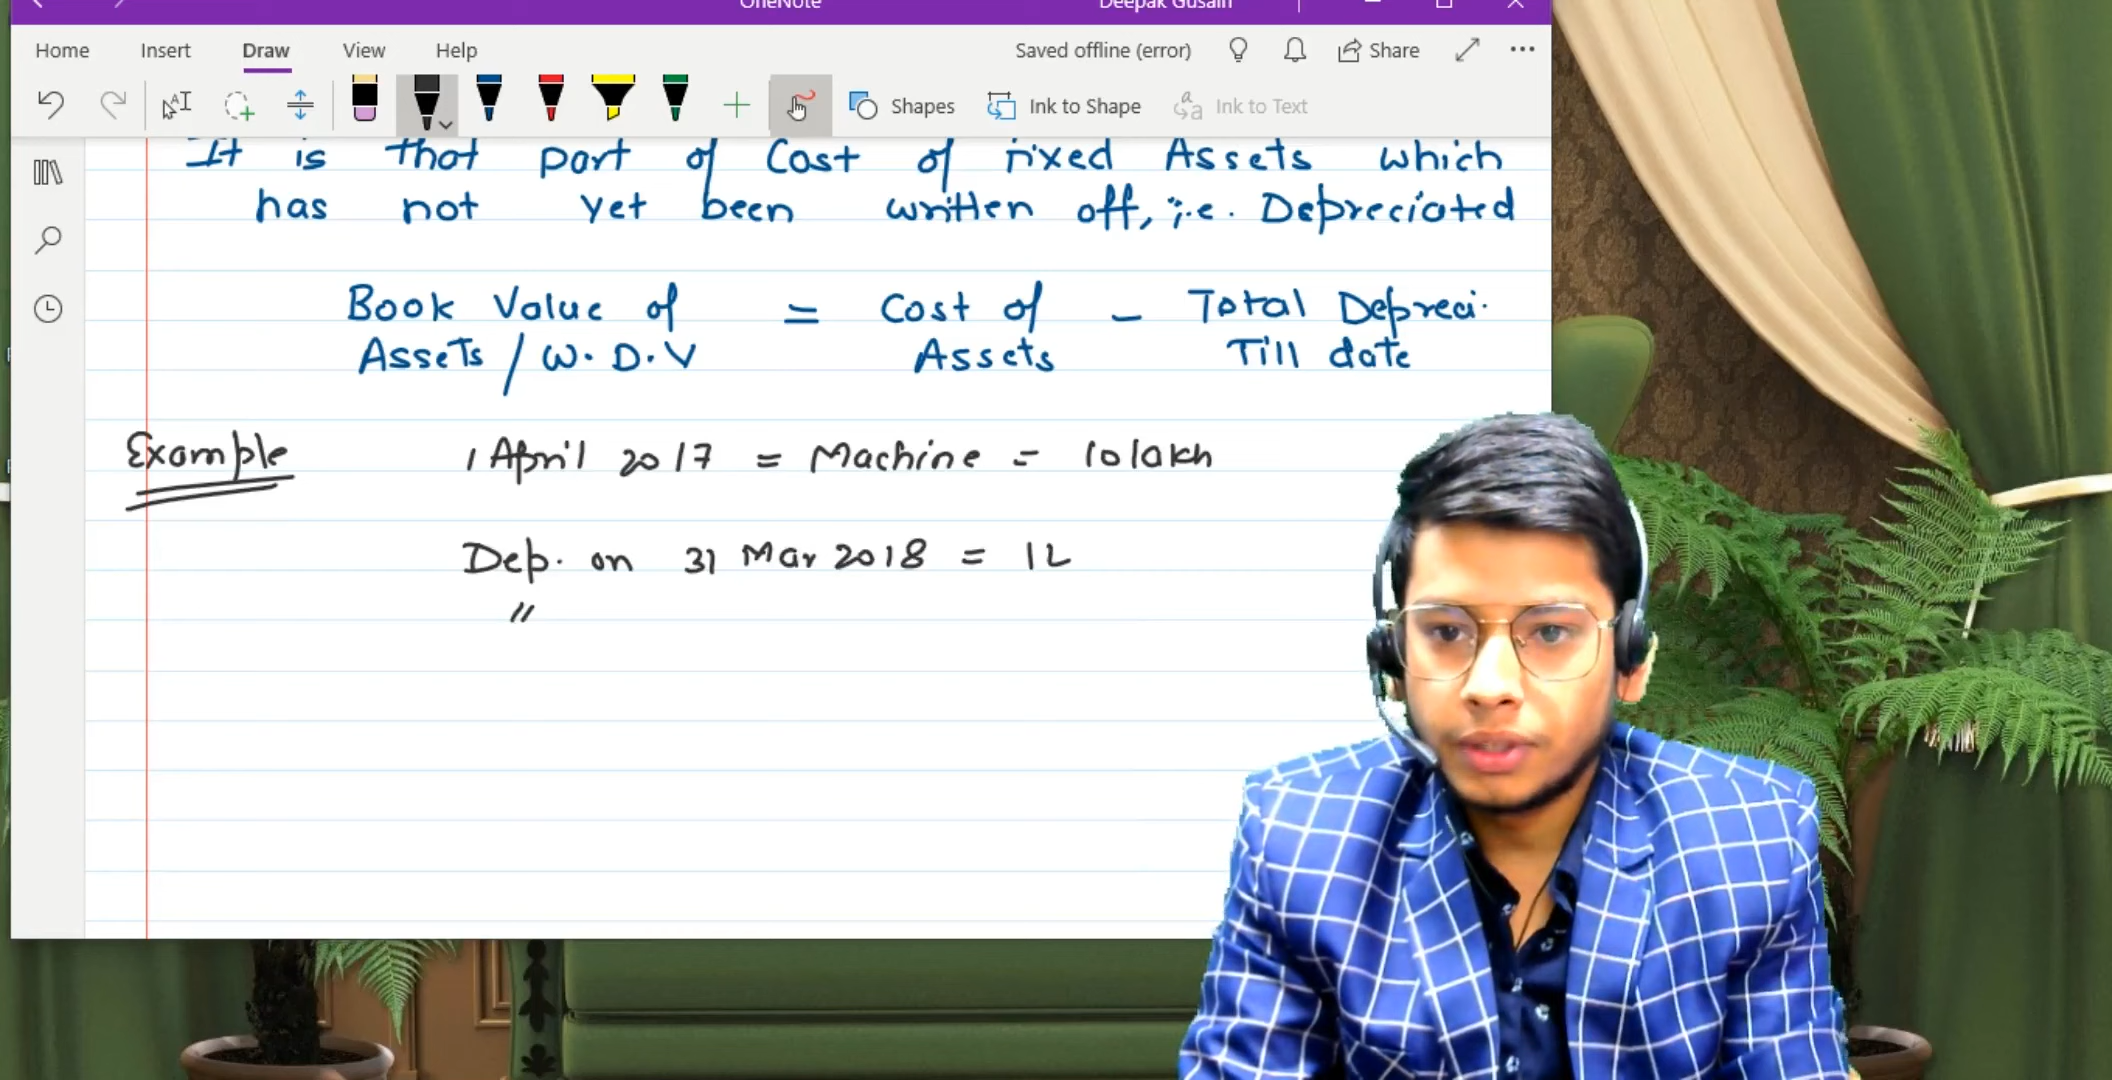 OneNote
Deepak Gusain
Home Insert Draw View Help
Saved offline (error) Share
Shapes Ink to Shape Ink to Text
It is that part of Cost of Fixed Assets which
has not yet been written off, i.e. Depreciated
Book Value of = Cost of - Total Depreci.
Assets / W.D.V Assets Till date
Example 1 April 2017 = Machine = 10 lakh
Dep. on 31 Mar 2018 = 1L
"